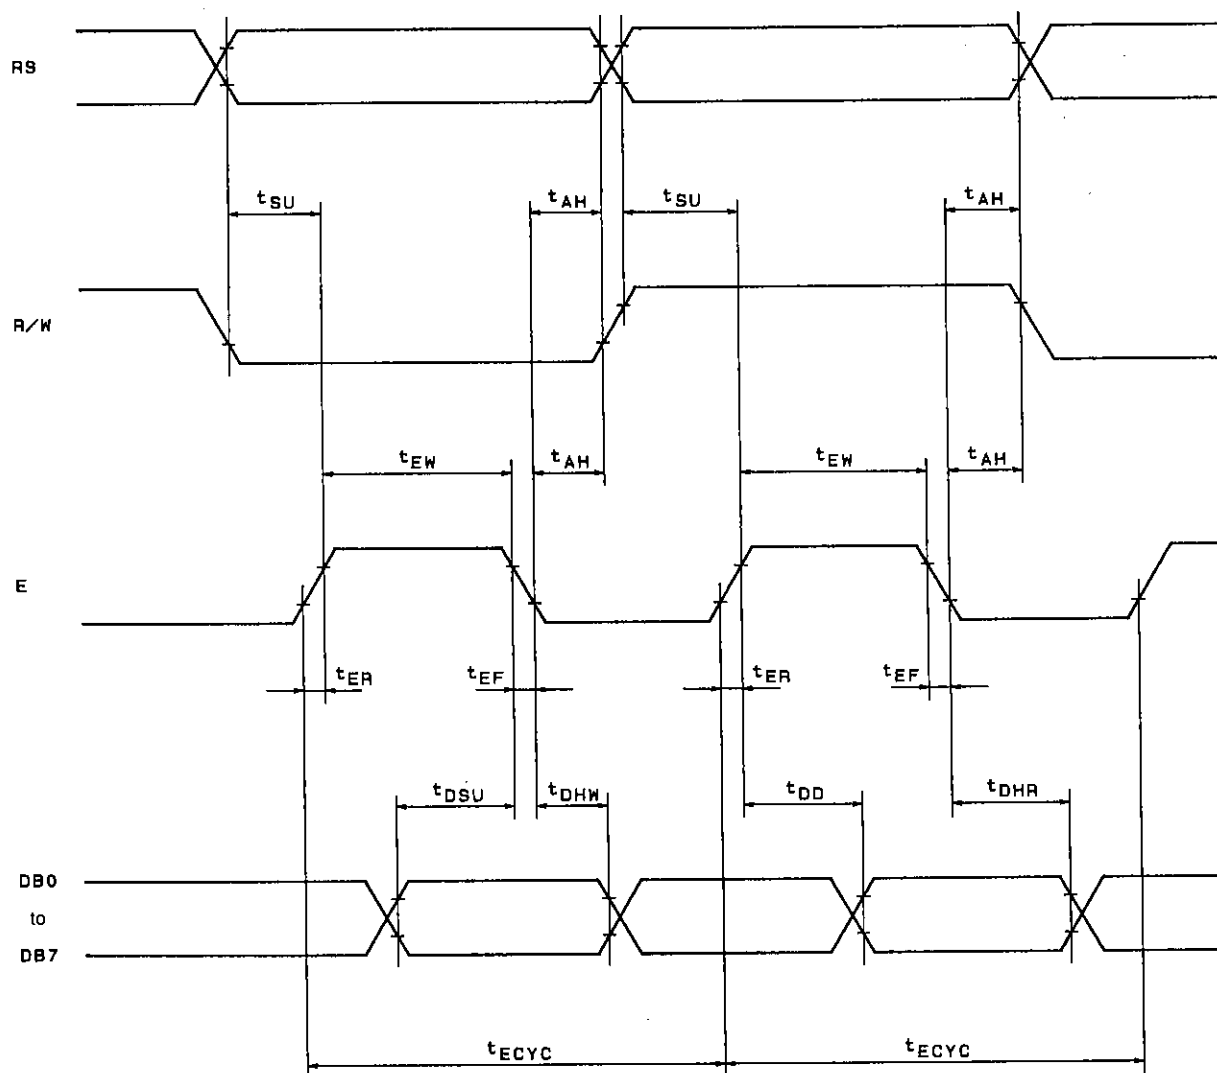 RS
tSU tAH tSU tAH
R/W
tEW tAH tEW tAH
E
tER tEF tER tEF
tDSU tDHW tDD tDHR
DB0
to
DB7
tECYC tECYC